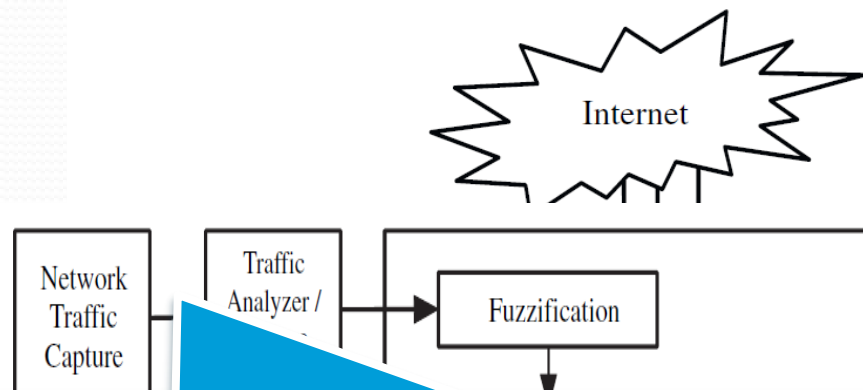 Internet
Network
Traffic
Capture
Traffic
Analyzer /
Fuzzification